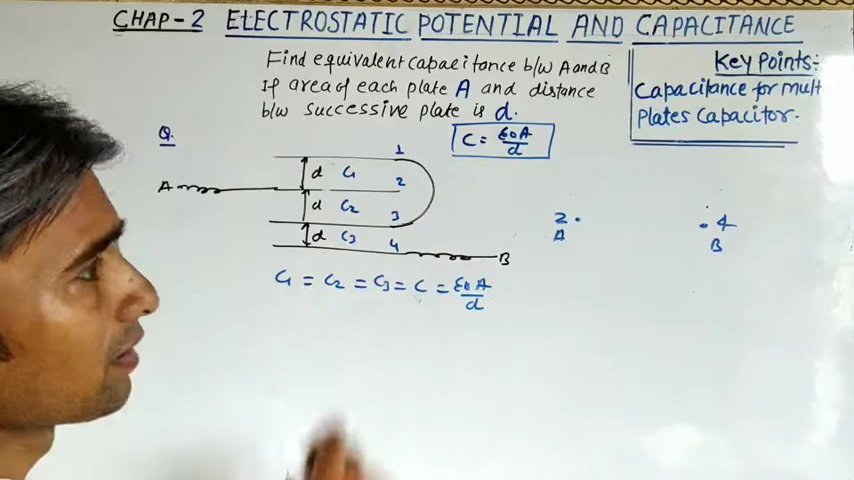 CHAP-2 ELECTROSTATIC POTENTIAL AND CAPACITANCE
Find equivalent capacitance b/w A and B
If area of each plate A and distance
b/w successive plate is d.
Key Points:-
Capacitance for mult
Plates Capacitor.
Q.
C = ε0A/d
1
d C1
2
A
d C2
3
d C3
4
B
C1 = C2 = C3 = C = ε0A/d
2
A
4
B